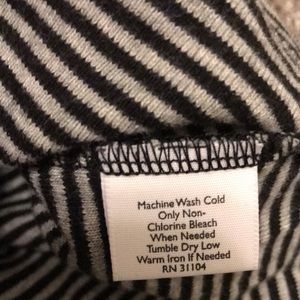 Machine Wash Cold
Only Non-
Chlorine Bleach
When Needed
Tumble Dry Low
Warm Iron If Needed
RN 31104